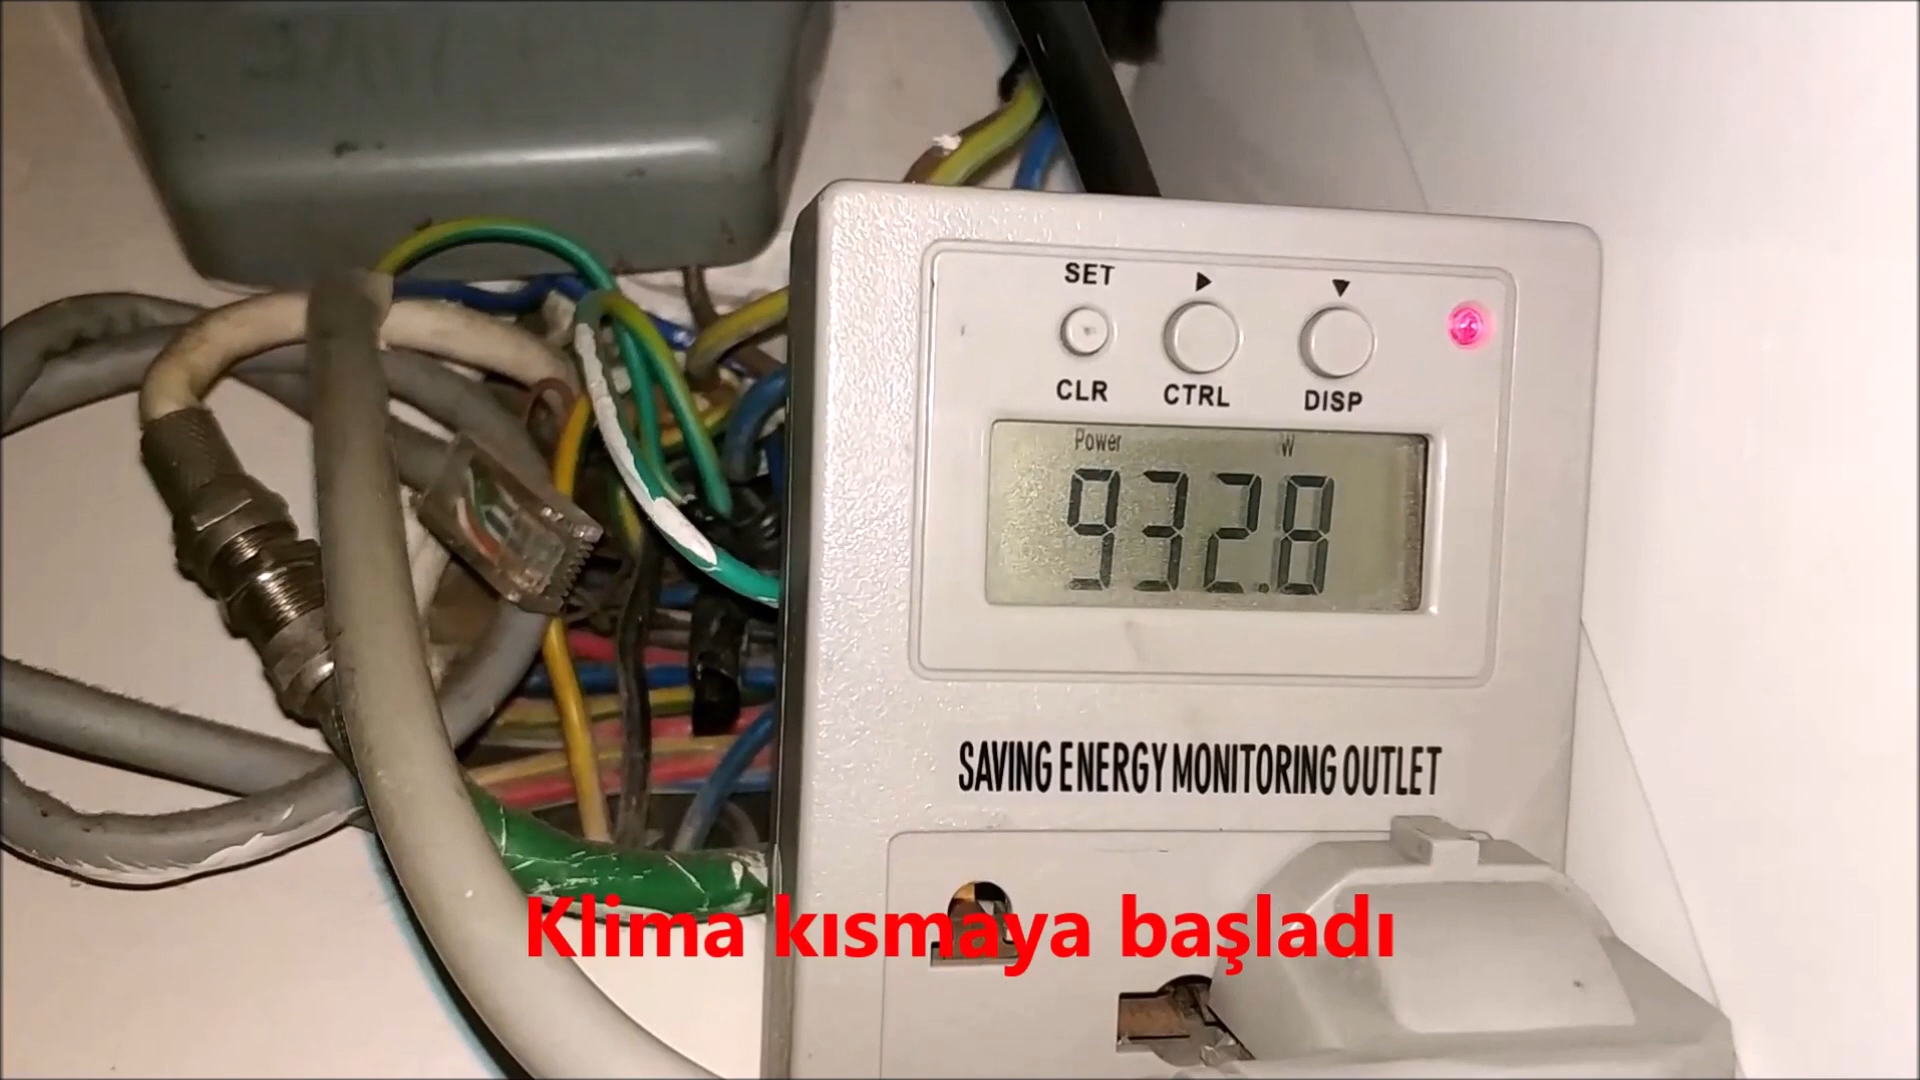 SET ▶ ▼
CLR CTRL DISP
Power W
932.8
SAVING ENERGY MONITORING OUTLET
Klima kısmaya başladı